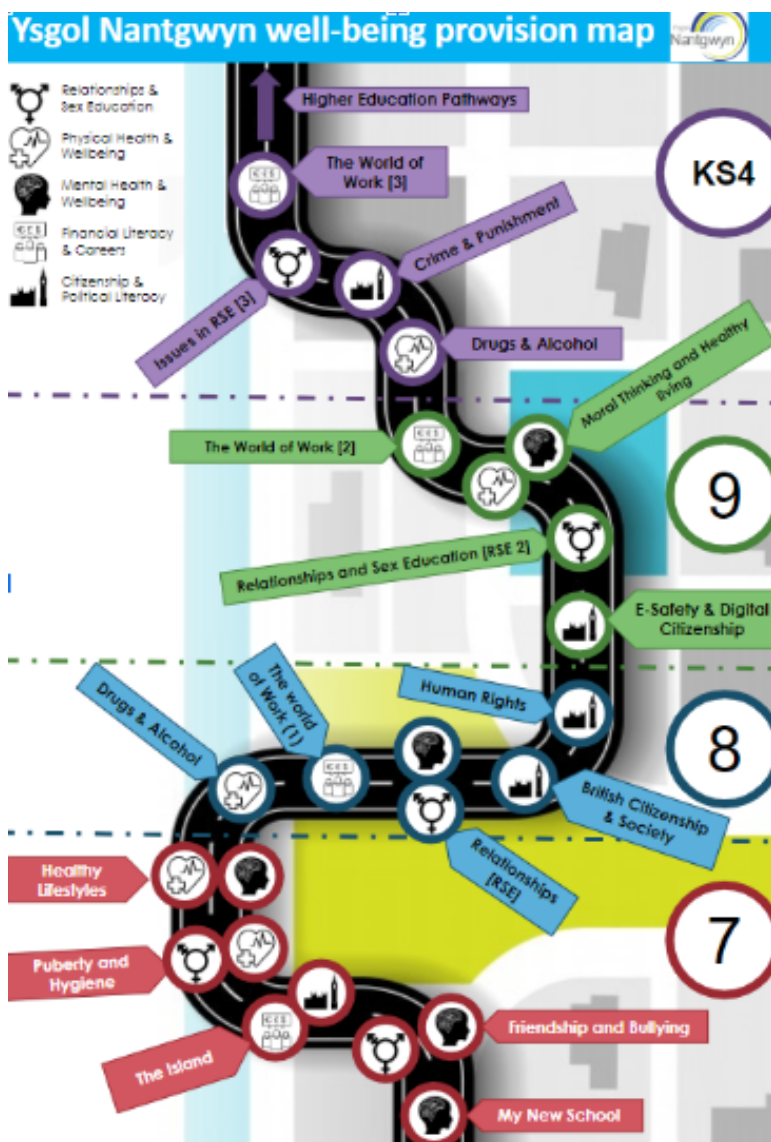 Ysgol Nantgwyn well-being provision map
Nantgwyn
Relationships &
Sex Education
Physical Health &
Wellbeing
Mental Health &
Wellbeing
Financial Literacy
& Careers
Citizenship &
Political Literacy
Higher Education Pathways
The World of
Work [3]
KS4
Crime & Punishment
Issues in RSE [3]
Drugs & Alcohol
Moral Thinking and Healthy
living
The World of Work [2]
9
Relationships and Sex Education [RSE 2]
E-Safety & Digital
Citizenship
Human Rights
The world
of Work (1)
Drugs & Alcohol
8
British Citizenship
& Society
Relationships
[RSE]
Healthy
Lifestyles
7
Puberty and
Hygiene
Friendship and Bullying
The Island
My New School